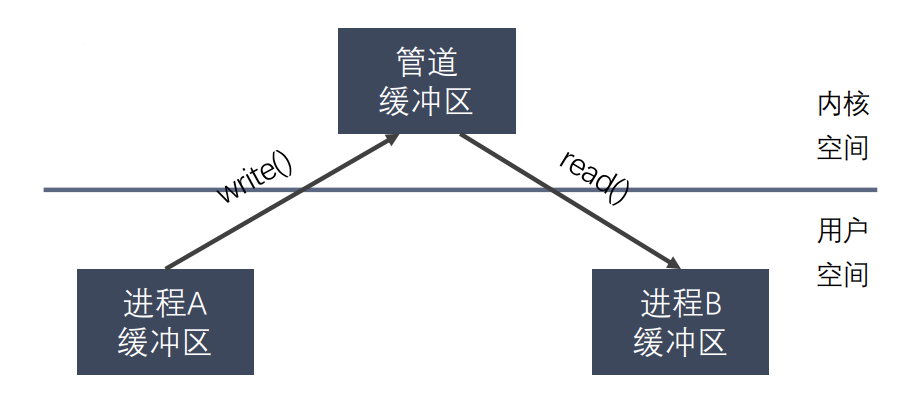 管道
缓冲区
内核
空间
write()
read()
用户
空间
进程A
缓冲区
进程B
缓冲区